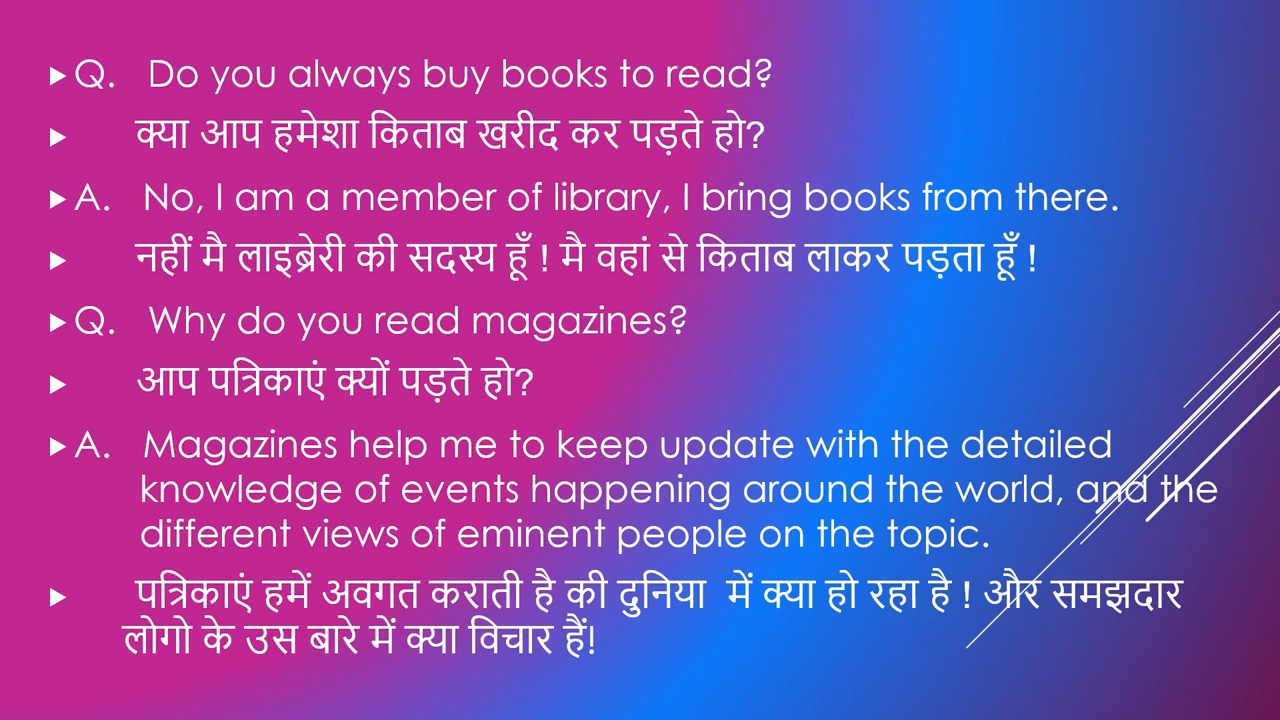 Q. Do you always buy books to read?
क्या आप हमेशा किताब खरीद कर पड़ते हो?
A. No, I am a member of library, I bring books from there.
नहीं मै लाइब्रेरी की सदस्य हूँ ! मै वहां से किताब लाकर पड़ता हूँ !
Q. Why do you read magazines?
आप पत्रिकाएं क्यों पड़ते हो?
A. Magazines help me to keep update with the detailed
knowledge of events happening around the world, and the
different views of eminent people on the topic.
पत्रिकाएं हमें अवगत कराती है की दुनिया में क्या हो रहा है ! और समझदार
लोगो के उस बारे में क्या विचार हैं!